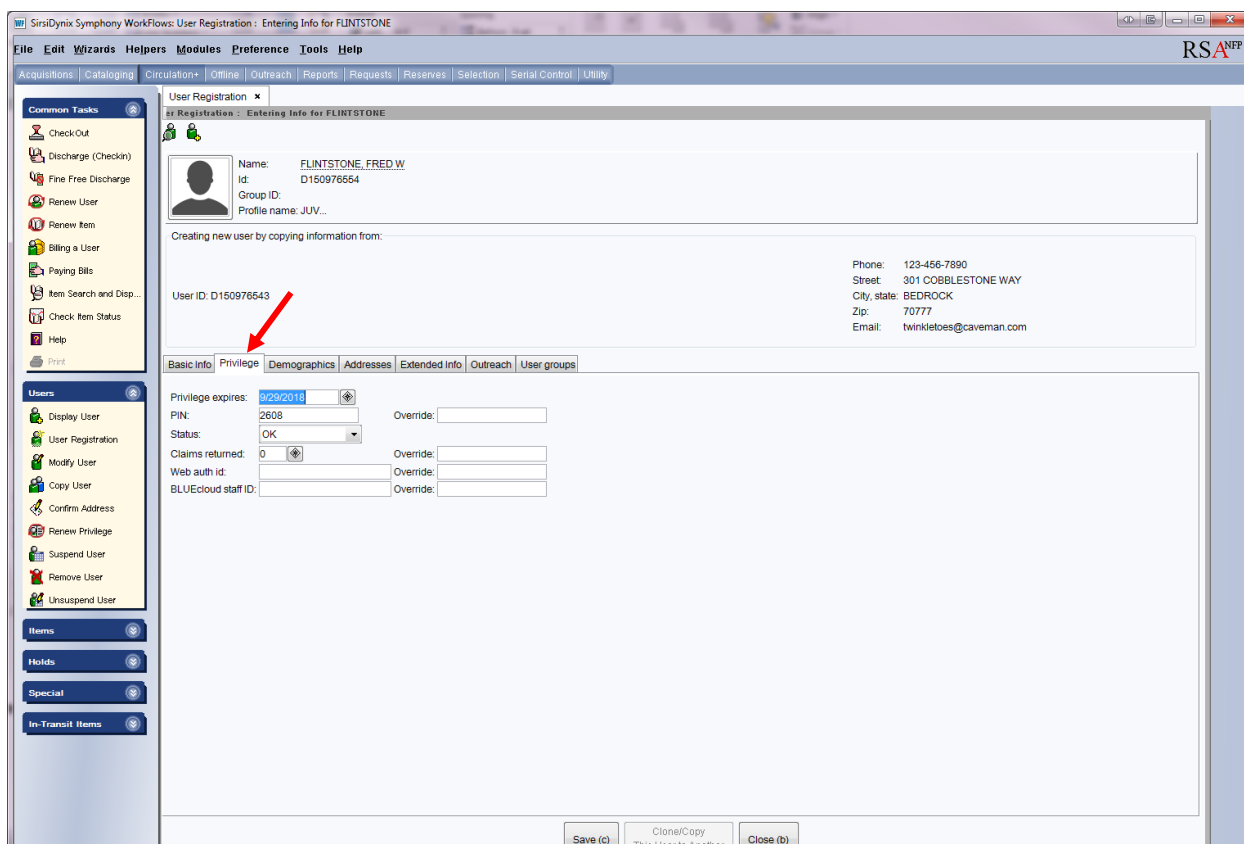 SirsiDynix Symphony WorkFlows: User Registration : Entering Info for FLINTSTONE
File Edit Wizards Helpers Modules Preference Tools Help
RSANFP
Acquisitions Cataloging Circulation+ Offline Outreach Reports Requests Reserves Selection Serial Control Utility
Common Tasks
CheckOut
Discharge (Checkin)
Fine Free Discharge
Renew User
Renew Item
Billing a User
Paying Bills
Item Search and Disp...
Check Item Status
Help
Print
Users
Display User
User Registration
Modify User
Copy User
Confirm Address
Renew Privilege
Suspend User
Remove User
Unsuspend User
Items
Holds
Special
In-Transit Items
User Registration ×
er Registration : Entering Info for FLINTSTONE
Name: FLINTSTONE, FRED W
Id: D150976554
Group ID:
Profile name: JUV...
Creating new user by copying information from:
User ID: D150976543
Phone: 123-456-7890
Street: 301 COBBLESTONE WAY
City, state: BEDROCK
Zip: 70777
Email: twinkletoes@caveman.com
Basic Info Privilege Demographics Addresses Extended Info Outreach User groups
Privilege expires: 9/29/2018
PIN: 2608 Override:
Status: OK
Claims returned: 0 Override:
Web auth id: Override:
BLUEcloud staff ID: Override:
Save (c) Clone/Copy Close (b)
This User to Another